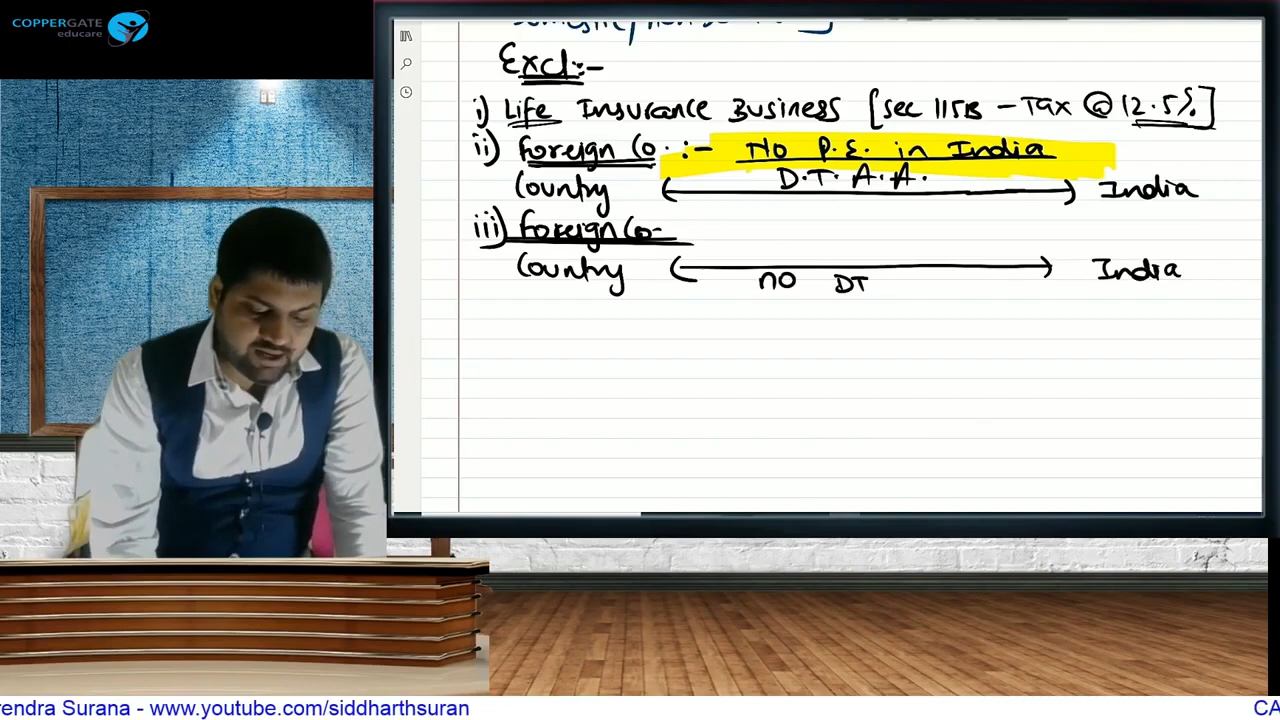 COPPERGATE
educare
Excl:-
i) Life Insurance Business [Sec 115B - Tax @ 12.5%]
ii) Foreign Co. :- No P.E. in India
Country D.T.A.A. India
iii) Foreign Co-
Country no DT India
rendra Surana - www.youtube.com/siddharthsuran
CA